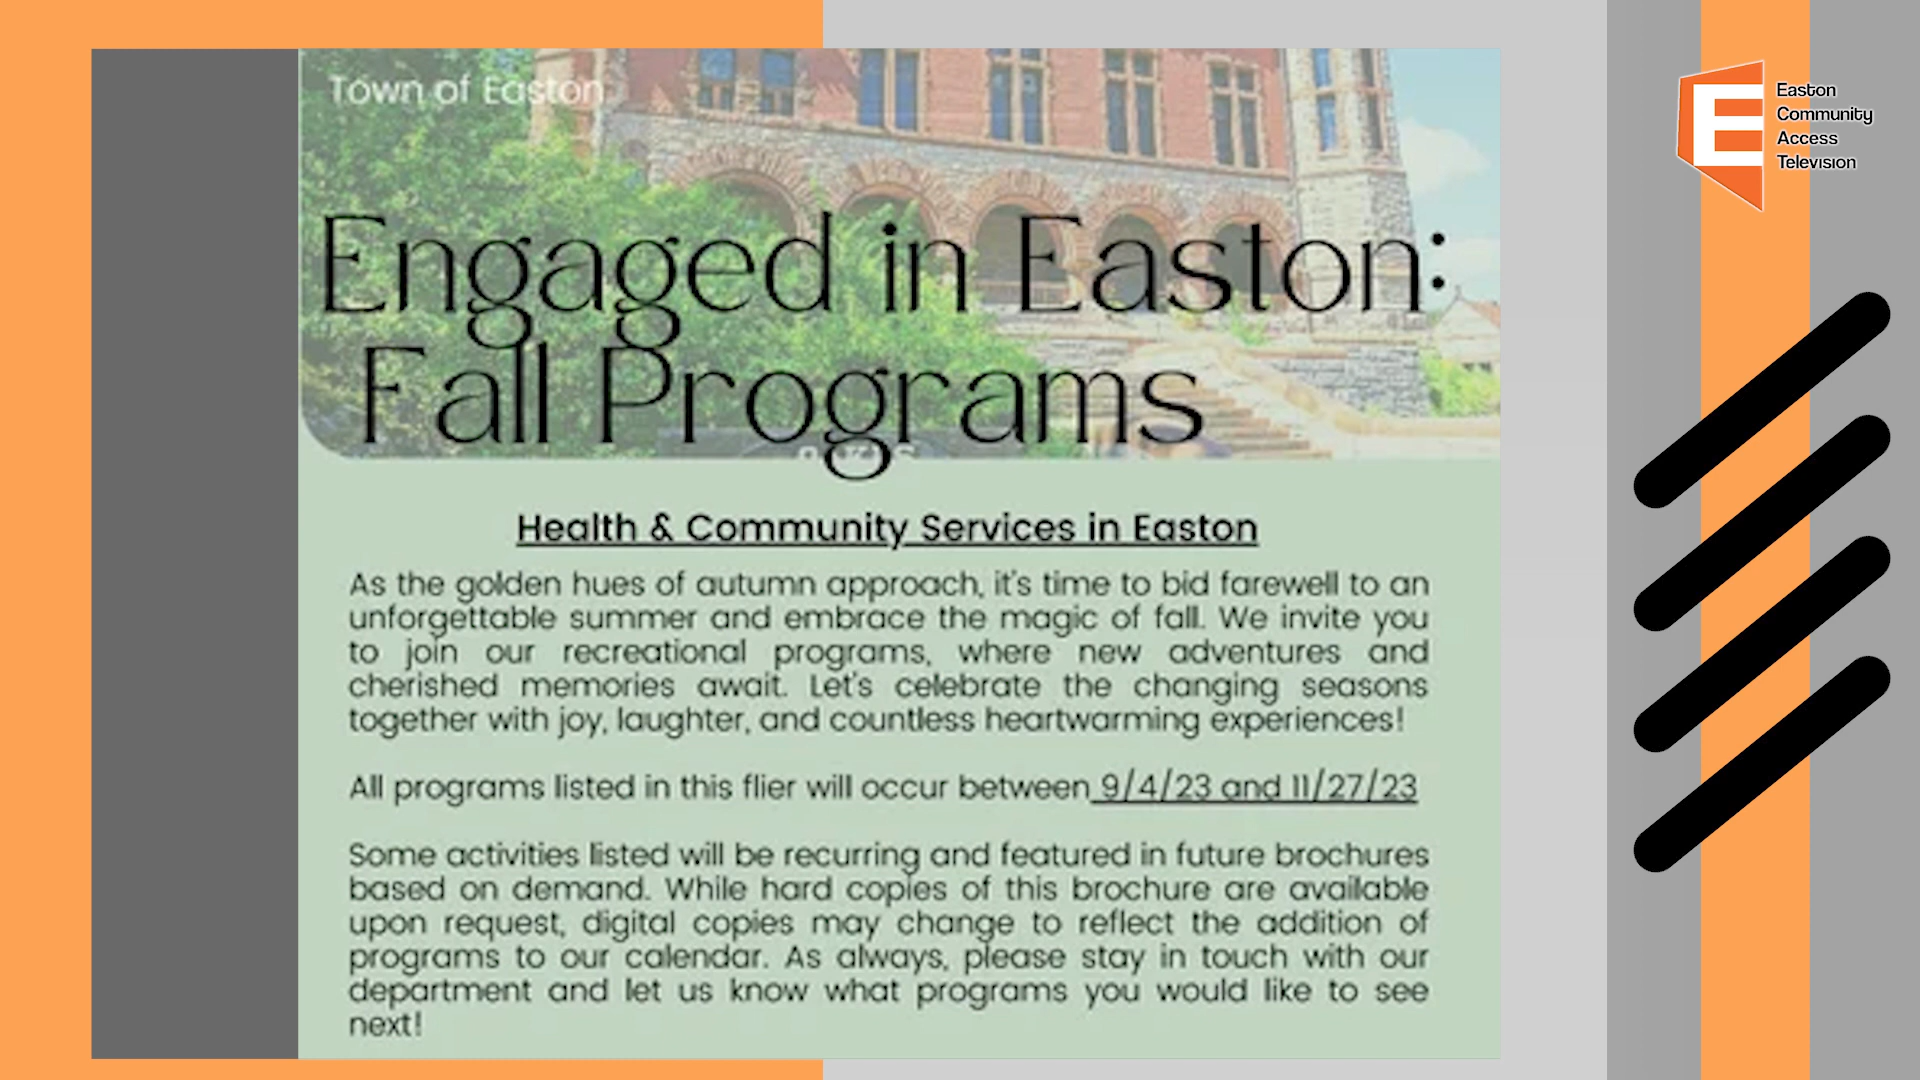 Town of Easton
Engaged in Easton:
Fall Programs
Health & Community Services in Easton
As the golden hues of autumn approach, it's time to bid farewell to an
unforgettable summer and embrace the magic of fall. We invite you
to join our recreational programs, where new adventures and
cherished memories await. Let's celebrate the changing seasons
together with joy, laughter, and countless heartwarming experiences!
All programs listed in this flier will occur between 9/4/23 and 11/27/23
Some activities listed will be recurring and featured in future brochures
based on demand. While hard copies of this brochure are available
upon request, digital copies may change to reflect the addition of
programs to our calendar. As always, please stay in touch with our
department and let us know what programs you would like to see
next!
E
Easton
Community
Access
Television